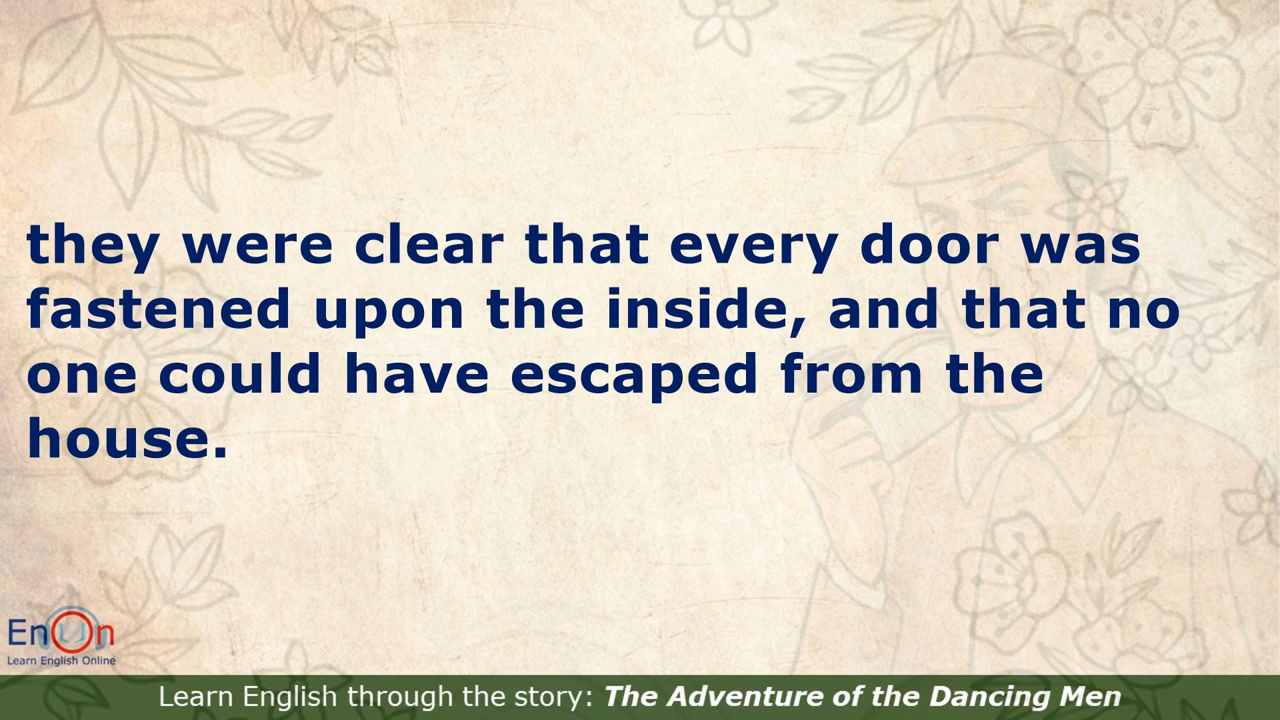 they were clear that every door was
fastened upon the inside, and that no
one could have escaped from the
house.
EnOn
Learn English Online
Learn English through the story: The Adventure of the Dancing Men